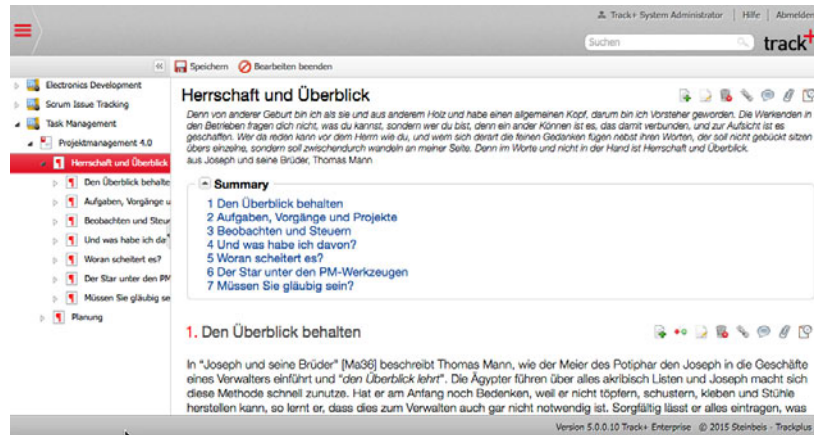 Track+ System Administrator | Hilfe | Abmelden
Suchen
track+
Speichern Bearbeiten beenden
Electronics Development
Scrum Issue Tracking
Task Management
Projektmanagement 4.0
Herrschaft und Überblick
Den Überblick behalte
Aufgaben, Vorgänge u
Beobachten und Steur
Und was habe ich da
Woran scheitert es?
Der Star unter den PM
Müssen Sie gläubig se
Planung
Herrschaft und Überblick
Denn von anderer Geburt bin ich als sie und aus anderem Holz und habe einen allgemeinen Kopf, darum bin ich Vorsteher geworden. Die Werkenden in
den Betrieben fragen dich nicht, was du kannst, sondern wer du bist, denn ein ander Können ist es, das damit verbunden, und zur Aufsicht ist es
geschaffen. Wer da reden kann vor dem Herrn wie du, und wem sich derart die feinen Gedanken fügen nebst ihren Worten, der soll nicht gebückt sitzen
übers einzelne, sondern soll zwischendurch wandeln an meiner Seite. Denn im Worte und nicht in der Hand ist Herrschaft und Überblick.
aus Joseph und seine Brüder, Thomas Mann
Summary
1 Den Überblick behalten
2 Aufgaben, Vorgänge und Projekte
3 Beobachten und Steuern
4 Und was habe ich davon?
5 Woran scheitert es?
6 Der Star unter den PM-Werkzeugen
7 Müssen Sie gläubig sein?
1. Den Überblick behalten
In "Joseph und seine Brüder" [Ma36] beschreibt Thomas Mann, wie der Meier des Potiphar den Joseph in die Geschäfte
eines Verwalters einführt und "den Überblick lehrt". Die Ägypter führen über alles akribisch Listen und Joseph macht sich
diese Methode schnell zunutze. Hat er am Anfang noch Bedenken, weil er nicht töpfern, schustern, kleben und Stühle
herstellen kann, so lernt er, dass dies zum Verwalten auch gar nicht notwendig ist. Sorgfältig lässt er alles eintragen, was
Version 5.0.0.10 Track+ Enterprise © 2015 Steinbeis - Trackplus